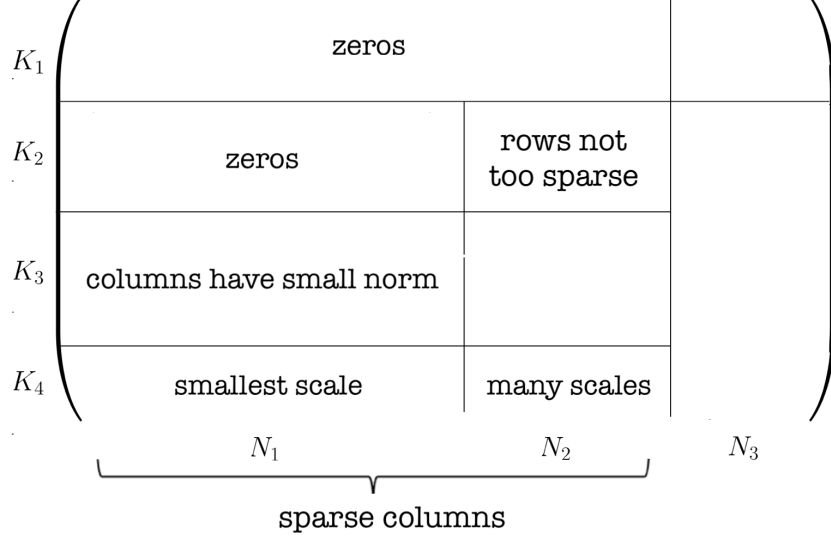 K₁
zeros
K₂
zeros
rows not
too sparse
K₃
columns have small norm
K₄
smallest scale
many scales
N₁
N₂
N₃
sparse columns